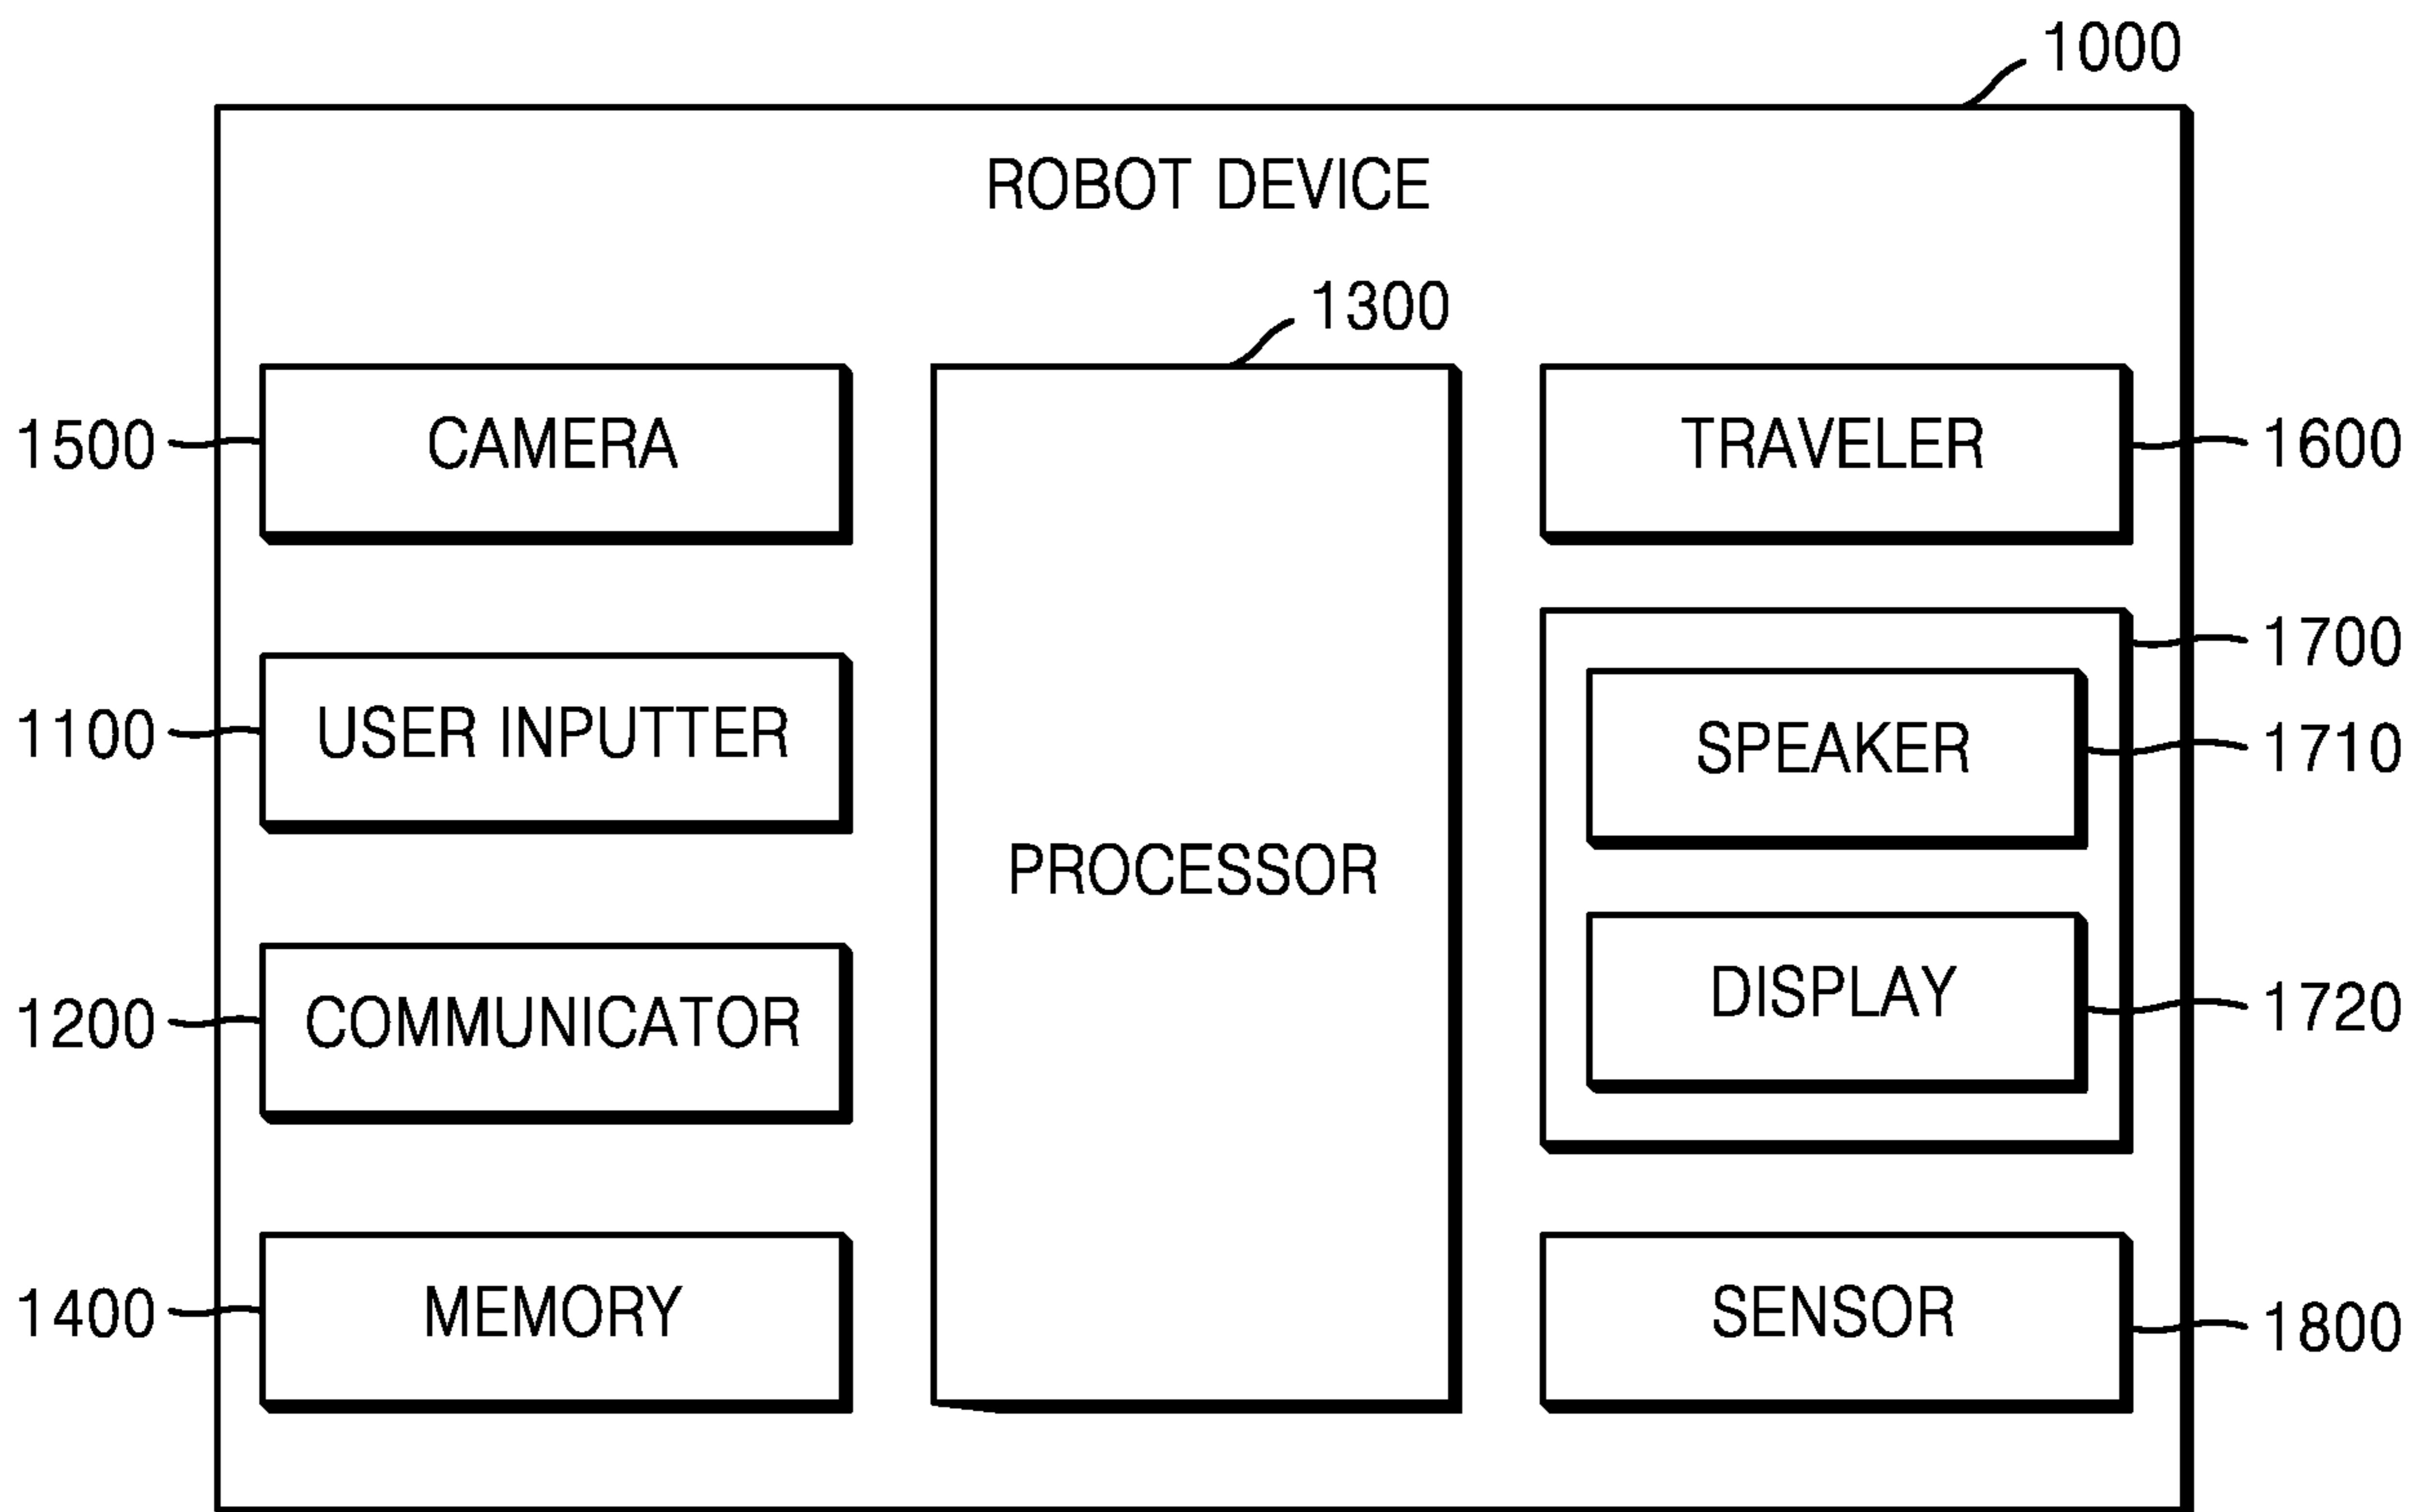 1000
ROBOT DEVICE
1300
1500 CAMERA
TRAVELER 1600
1700
1100 USER INPUTTER
SPEAKER 1710
PROCESSOR
1200 COMMUNICATOR
DISPLAY 1720
1400 MEMORY
SENSOR 1800